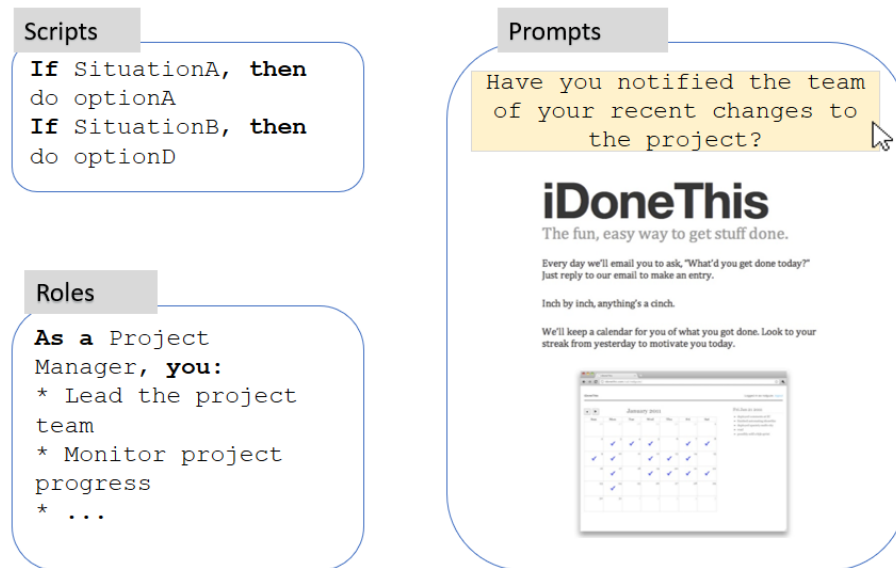 Scripts
If SituationA, then
do optionA
If SituationB, then
do optionD
Roles
As a Project
Manager, you:
* Lead the project
team
* Monitor project
progress
* ...
Prompts
Have you notified the team
of your recent changes to
the project?
iDoneThis
The fun, easy way to get stuff done.
Every day we'll email you to ask, "What'd you get done today?"
Just reply to our email to make an entry.
Inch by inch, anything's a cinch.
We'll keep a calendar for you of what you got done. Look to your
streak from yesterday to motivate you today.